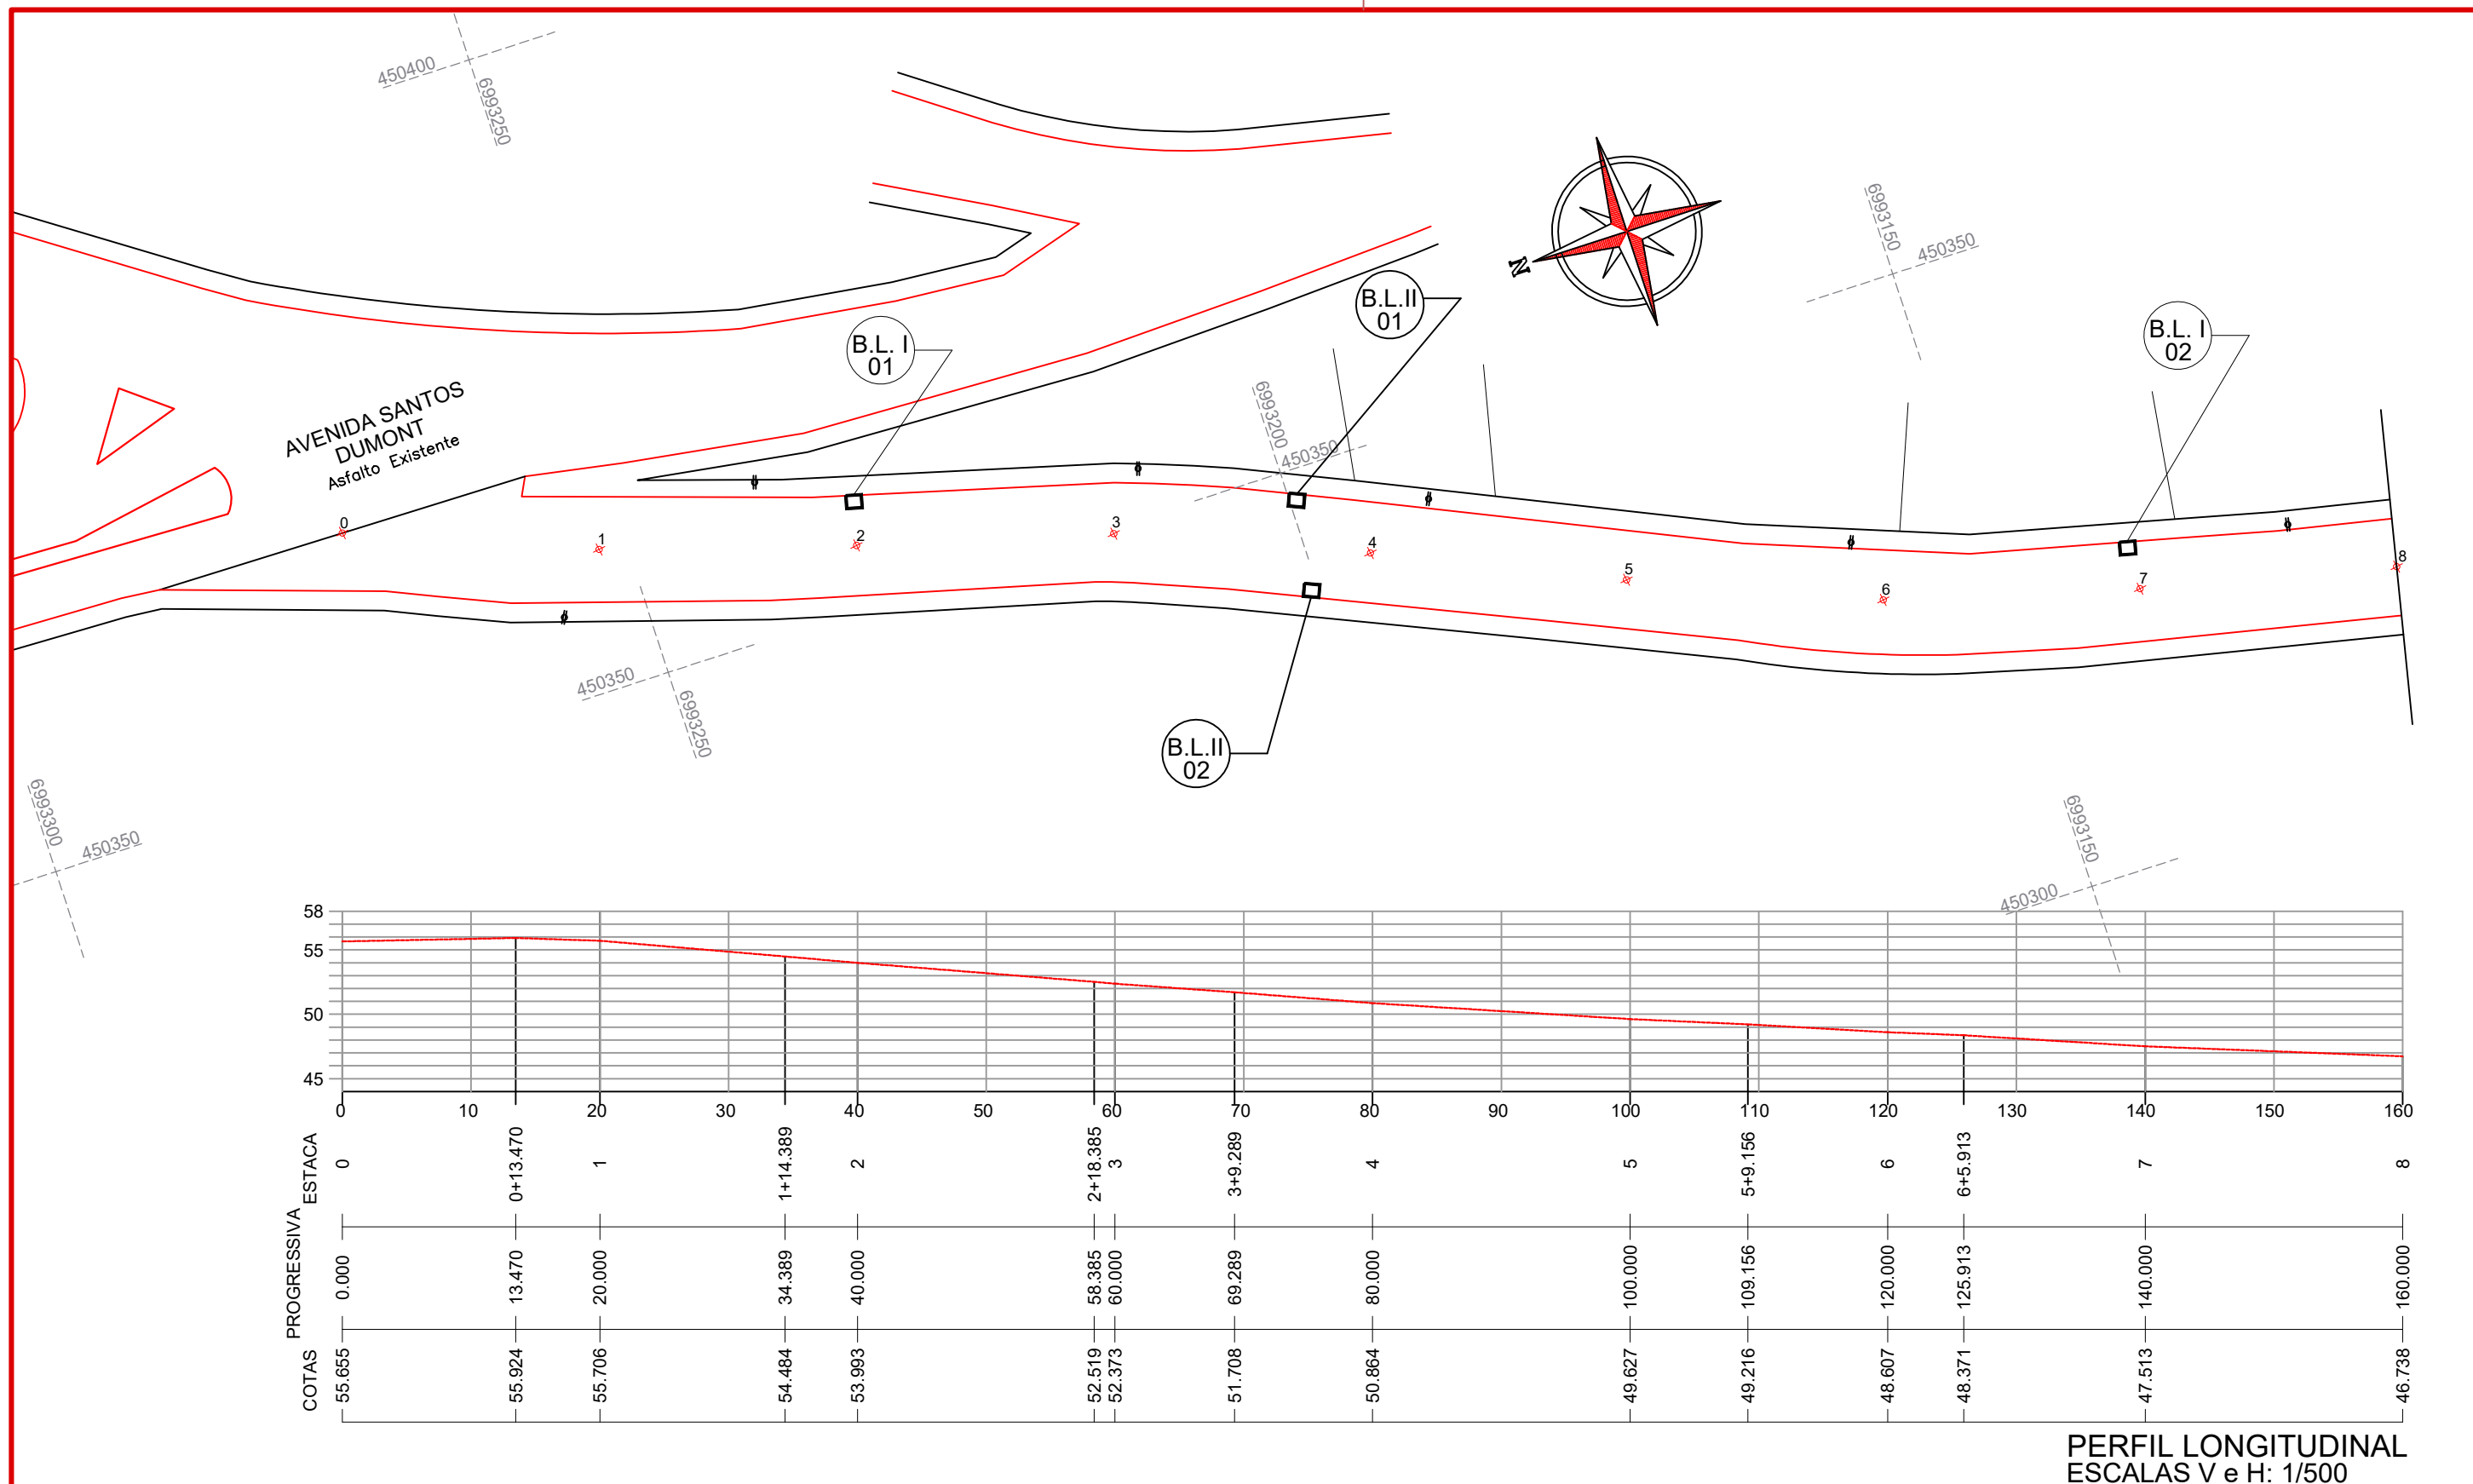 450400
6993250
6993150
450350
N
B.L.II
01
B.L. I
01
B.L. I
02
AVENIDA SANTOS
DUMONT
Asfalto Existente
6993200
450350
0
1
2
3
4
5
6
7
8
450350
6993250
B.L.II
02
6993300
450350
6993150
450300
58
55
50
45
0 10 20 30 40 50 60 70 80 90 100 110 120 130 140 150 160
ESTACA 0 0+13.470 1 1+14.389 2 2+18.385 3 3+9.289 4 5 5+9.156 6 6+5.913 7 8
PROGRESSIVA 0.000 13.470 20.000 34.389 40.000 58.385 60.000 69.289 80.000 100.000 109.156 120.000 125.913 140.000 160.000
COTAS 55.655 55.924 55.706 54.484 53.993 52.519 52.373 51.708 50.864 49.627 49.216 48.607 48.371 47.513 46.738
PERFIL LONGITUDINAL
ESCALAS V e H: 1/500